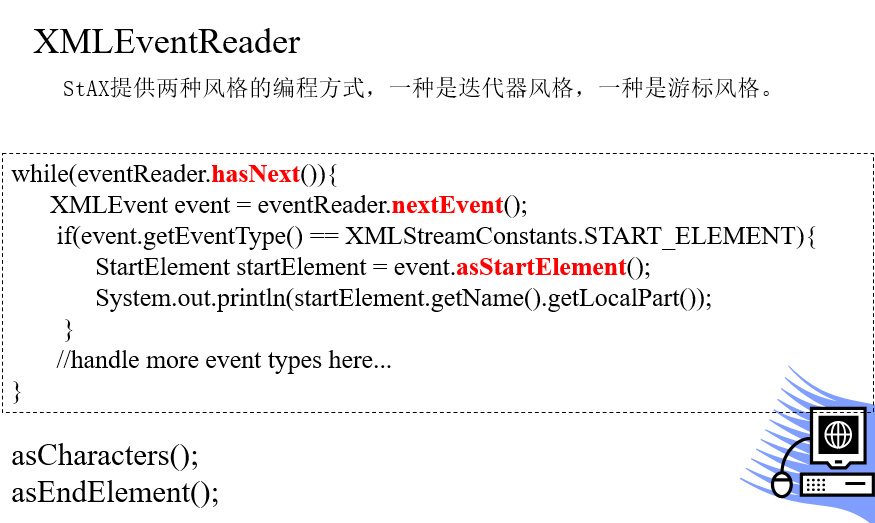 XMLEventReader
StAX提供两种风格的编程方式，一种是迭代器风格，一种是游标风格。
while(eventReader.hasNext()){
XMLEvent event = eventReader.nextEvent();
if(event.getEventType() == XMLStreamConstants.START_ELEMENT){
StartElement startElement = event.asStartElement();
System.out.println(startElement.getName().getLocalPart());
}
//handle more event types here...
}
asCharacters();
asEndElement();